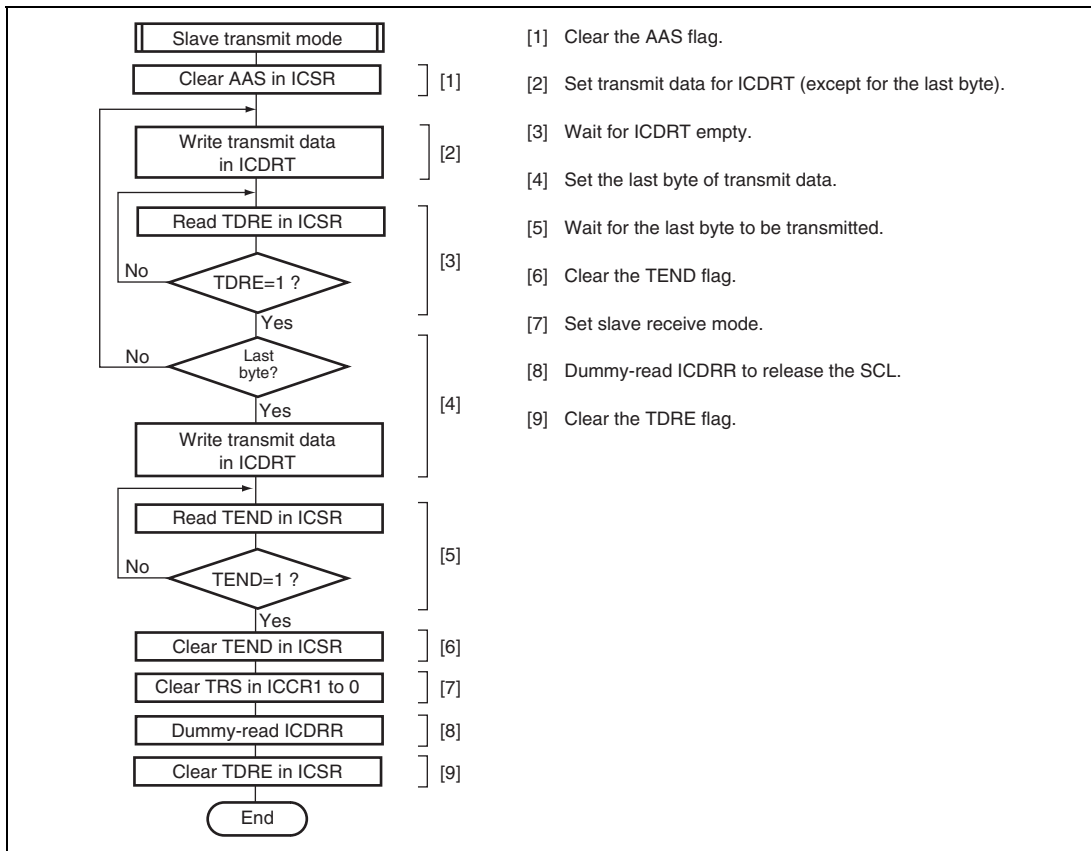 Slave transmit mode
Clear AAS in ICSR
[1]
Write transmit data
in ICDRT
[2]
Read TDRE in ICSR
No
TDRE=1 ?
[3]
Yes
No
Last
byte?
Yes
[4]
Write transmit data
in ICDRT
Read TEND in ICSR
No
TEND=1 ?
[5]
Yes
Clear TEND in ICSR
[6]
Clear TRS in ICCR1 to 0
[7]
Dummy-read ICDRR
[8]
Clear TDRE in ICSR
[9]
End
[1] Clear the AAS flag.
[2] Set transmit data for ICDRT (except for the last byte).
[3] Wait for ICDRT empty.
[4] Set the last byte of transmit data.
[5] Wait for the last byte to be transmitted.
[6] Clear the TEND flag.
[7] Set slave receive mode.
[8] Dummy-read ICDRR to release the SCL.
[9] Clear the TDRE flag.